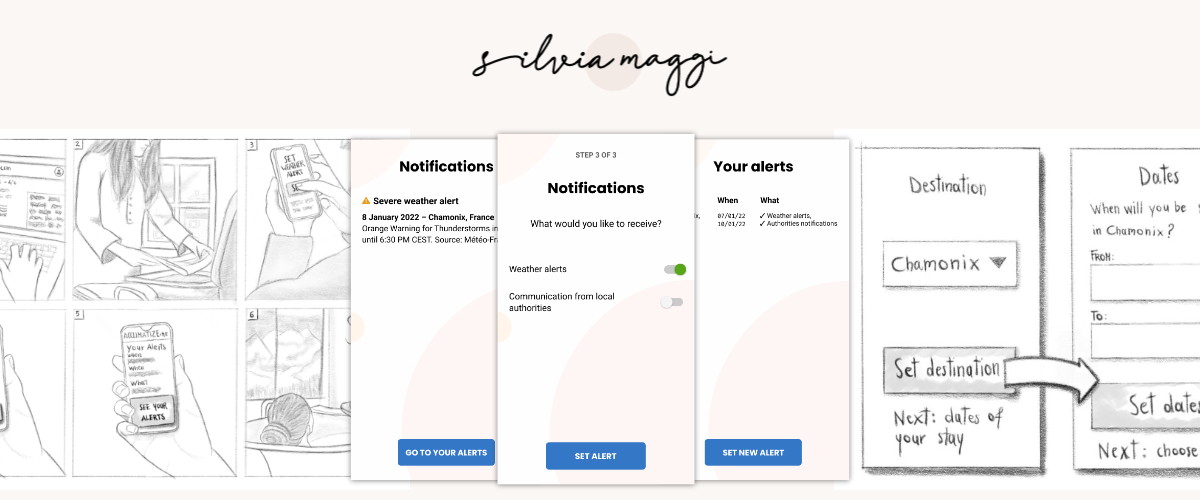 silvia maggi
2
3
SET
WEATHER
ALERT
5
ACCLIMATIZE.me
Your Alerts
WHERE
WHEN
WHAT
SEE YOUR
ALERTS
6
Notifications
Severe weather alert
8 January 2022 – Chamonix, France
Orange Warning for Thunderstorms in
until 6:30 PM CEST. Source: Météo-Fra
GO TO YOUR ALERTS
STEP 3 OF 3
Notifications
What would you like to receive?
Weather alerts
Communication from local
authorities
SET ALERT
Your alerts
When What
07/01/22 ✓ Weather alerts,
10/01/22 ✓ Authorities notifications
SET NEW ALERT
Destination
Chamonix
Set destination
Next: dates of
your stay
Dates
When will you be
in Chamonix?
FROM:
To:
Set dates
Next: choose